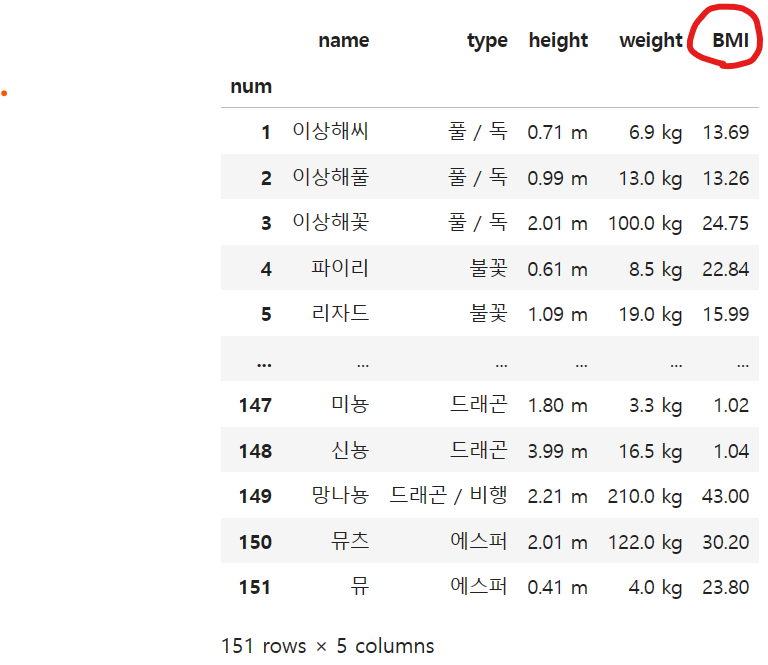 name type height weight BMI
num
1 이상해씨 풀 / 독 0.71 m 6.9 kg 13.69
2 이상해풀 풀 / 독 0.99 m 13.0 kg 13.26
3 이상해꽃 풀 / 독 2.01 m 100.0 kg 24.75
4 파이리 불꽃 0.61 m 8.5 kg 22.84
5 리자드 불꽃 1.09 m 19.0 kg 15.99
... ... ... ... ... ...
147 미뇽 드래곤 1.80 m 3.3 kg 1.02
148 신뇽 드래곤 3.99 m 16.5 kg 1.04
149 망나뇽 드래곤 / 비행 2.21 m 210.0 kg 43.00
150 뮤츠 에스퍼 2.01 m 122.0 kg 30.20
151 뮤 에스퍼 0.41 m 4.0 kg 23.80
151 rows × 5 columns